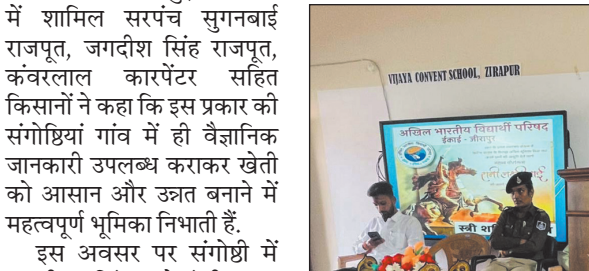 में शामिल सरपंच सुगनबाई
राजपूत, जगदीश सिंह राजपूत,
कंवरलाल कारपेंटर सहित
किसानों ने कहा कि इस प्रकार की
संगोष्ठियां गांव में ही वैज्ञानिक
जानकारी उपलब्ध कराकर खेती
को आसान और उन्नत बनाने में
महत्वपूर्ण भूमिका निभाती हैं.
इस अवसर पर संगोष्ठी में
VIJAYA CONVENT SCHOOL, ZIRAPUR
अखिल भारतीय विद्यार्थी परिषद
ईकाई - जीरापुर
स्त्री